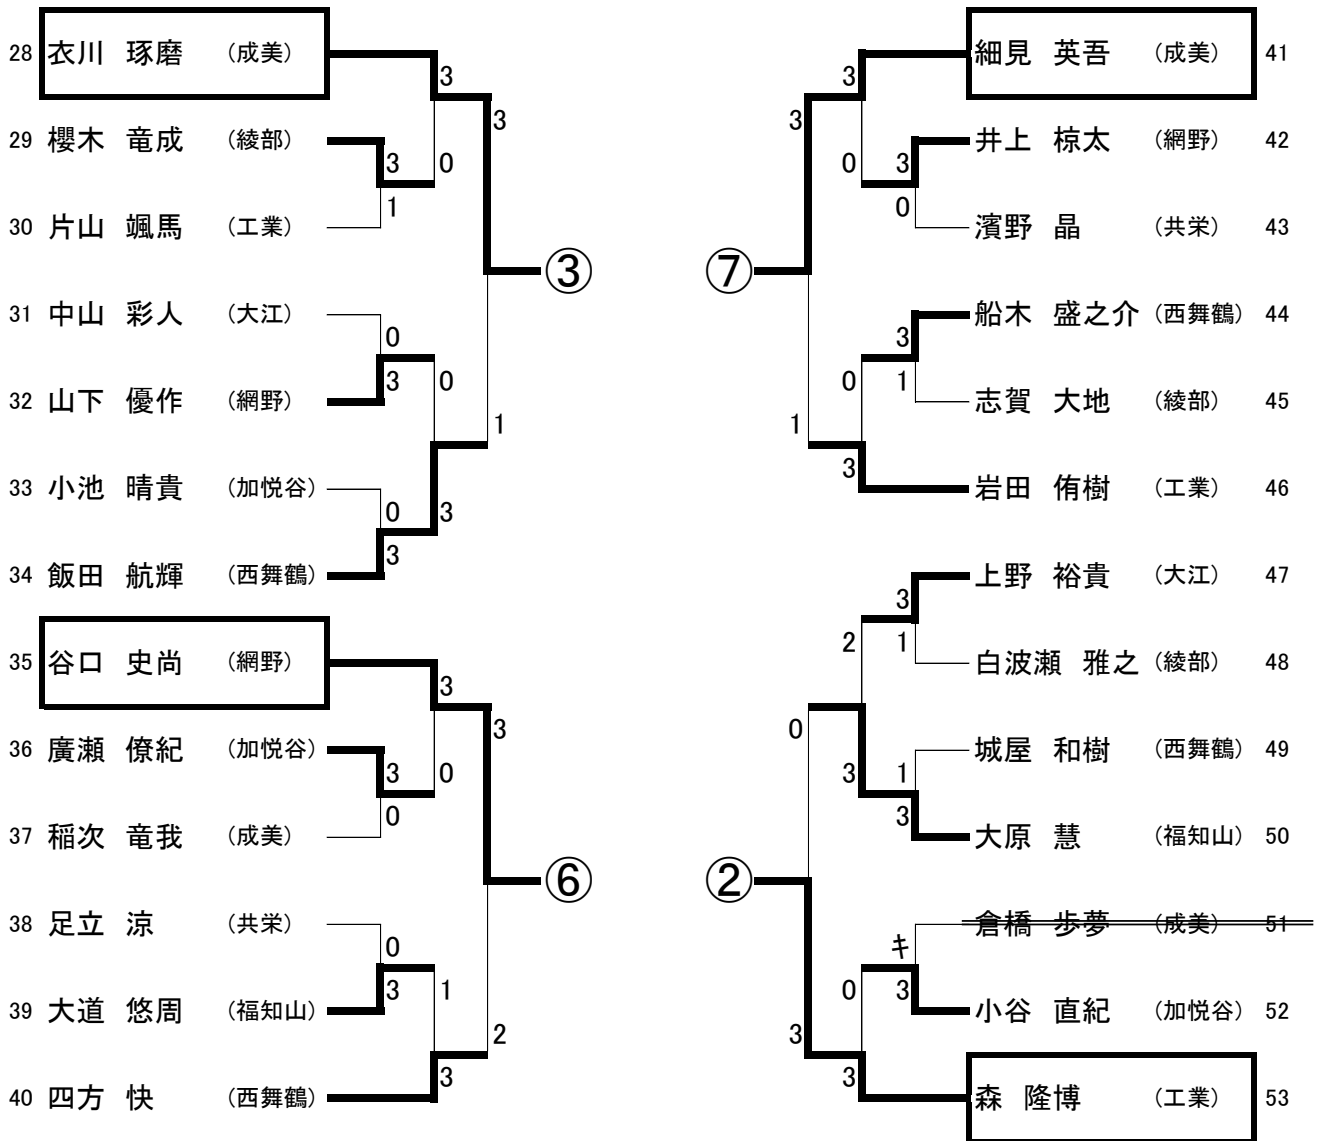 28 衣川 琢磨 (成美)
3
3
29 櫻木 竜成 (綾部)
3
0
1
30 片山 颯馬 (工業)
③
31 中山 彩人 (大江)
0
3
0
32 山下 優作 (網野)
1
33 小池 晴貴 (加悦谷)
0
3
3
34 飯田 航輝 (西舞鶴)
35 谷口 史尚 (網野)
3
3
36 廣瀬 僚紀 (加悦谷)
3
0
0
37 稲次 竜我 (成美)
⑥
38 足立 涼 (共栄)
0
3
1
39 大道 悠周 (福知山)
2
3
40 四方 快 (西舞鶴)
細見 英吾 (成美) 41
3
3
井上 椋太 (網野) 42
0
3
0
濱野 晶 (共栄) 43
⑦
船木 盛之介 (西舞鶴) 44
3
0
1
志賀 大地 (綾部) 45
1
3
岩田 侑樹 (工業) 46
上野 裕貴 (大江) 47
3
2
1
白波瀬 雅之 (綾部) 48
0
城屋 和樹 (西舞鶴) 49
3
1
3
大原 慧 (福知山) 50
②
倉橋 歩夢 (成美) 51
キ
0
3
小谷 直紀 (加悦谷) 52
3
3
森 隆博 (工業) 53